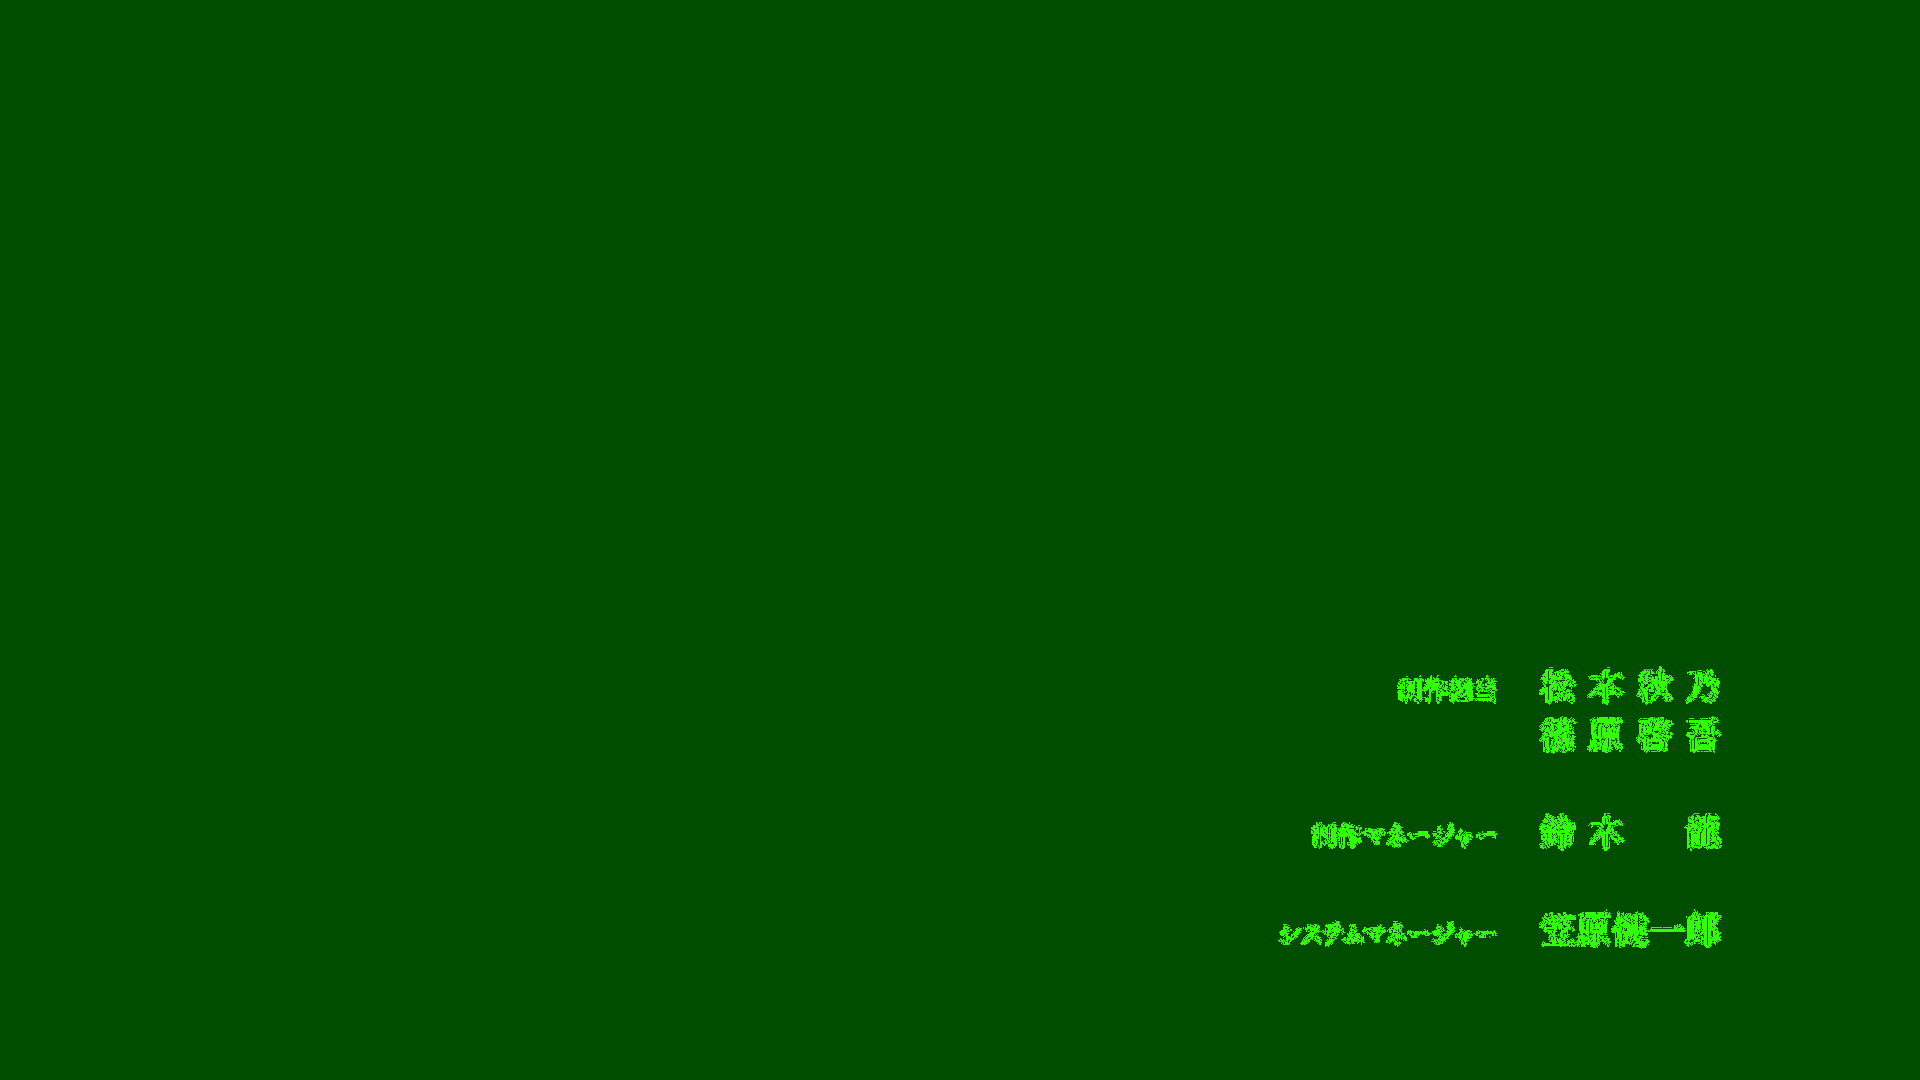 制作担当 松本秋乃
篠原啓吾
制作マネージャー 鈴木 龍
システムマネージャー 笠原健一郎